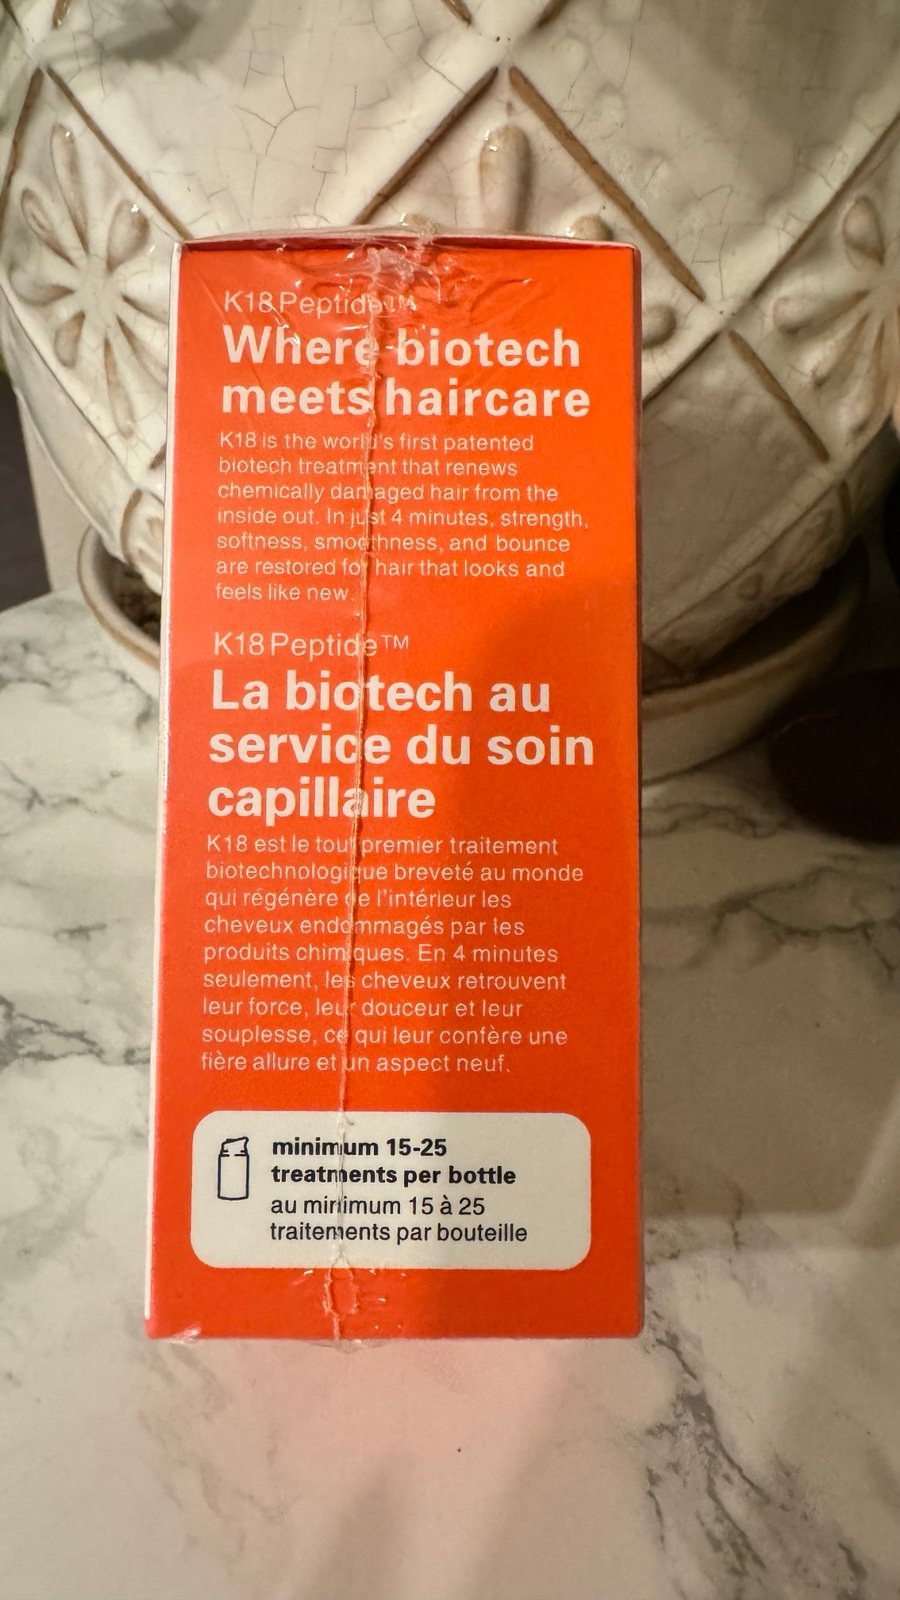 K18Peptide™
Where biotech
meets haircare
K18 is the world's first patented
biotech treatment that renews
chemically damaged hair from the
inside out. In just 4 minutes, strength,
softness, smoothness, and bounce
are restored for hair that looks and
feels like new.
K18Peptide™
La biotech au
service du soin
capillaire
K18 est le tout premier traitement
biotechnologique breveté au monde
qui régénère de l'intérieur les
cheveux endommagés par les
produits chimiques. En 4 minutes
seulement, les cheveux retrouvent
leur force, leur douceur et leur
souplesse, ce qui leur confère une
fière allure et un aspect neuf.
minimum 15-25
treatments per bottle
au minimum 15 à 25
traitements par bouteille